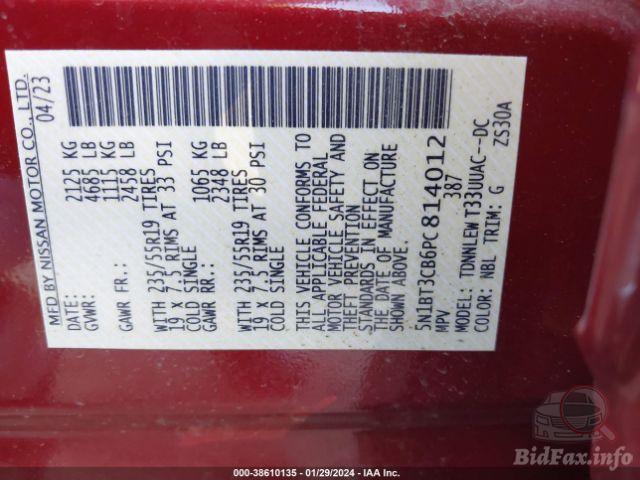 MFD BY NISSAN MOTOR CO., LTD.
DATE: 04/23
GVWR: 2125 KG
4685 LB
GAWR FR.: 1115 KG
2458 LB
WITH 235/55R19 TIRES
19 X 7.5 RIMS AT 33 PSI
COLD SINGLE
GAWR RR.: 1065 KG
2348 LB
WITH 235/55R19 TIRES
19 X 7.5 RIMS AT 30 PSI
COLD SINGLE
THIS VEHICLE CONFORMS TO
ALL APPLICABLE FEDERAL
MOTOR VEHICLE SAFETY AND
THEFT PREVENTION
STANDARDS IN EFFECT ON
THE DATE OF MANUFACTURE
SHOWN ABOVE.
5N1BT3CB6PC814012
MPV 387
MODEL: TDNNLEWT33UUAC--DC
COLOR: NBL TRIM: G ZS30A
BidFax.info
000-38610135 - 01/29/2024 - IAA Inc.